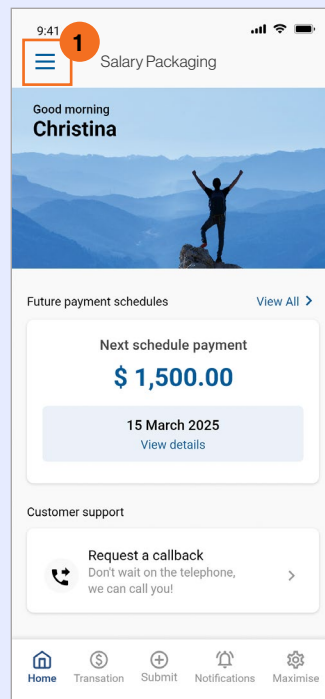 9:41
1
Salary Packaging
Good morning
Christina
Future payment schedules
View All
Next schedule payment
$ 1,500.00
15 March 2025
View details
Customer support
Request a callback
Don't wait on the telephone,
we can call you!
Home
Transation
Submit
Notifications
Maximise